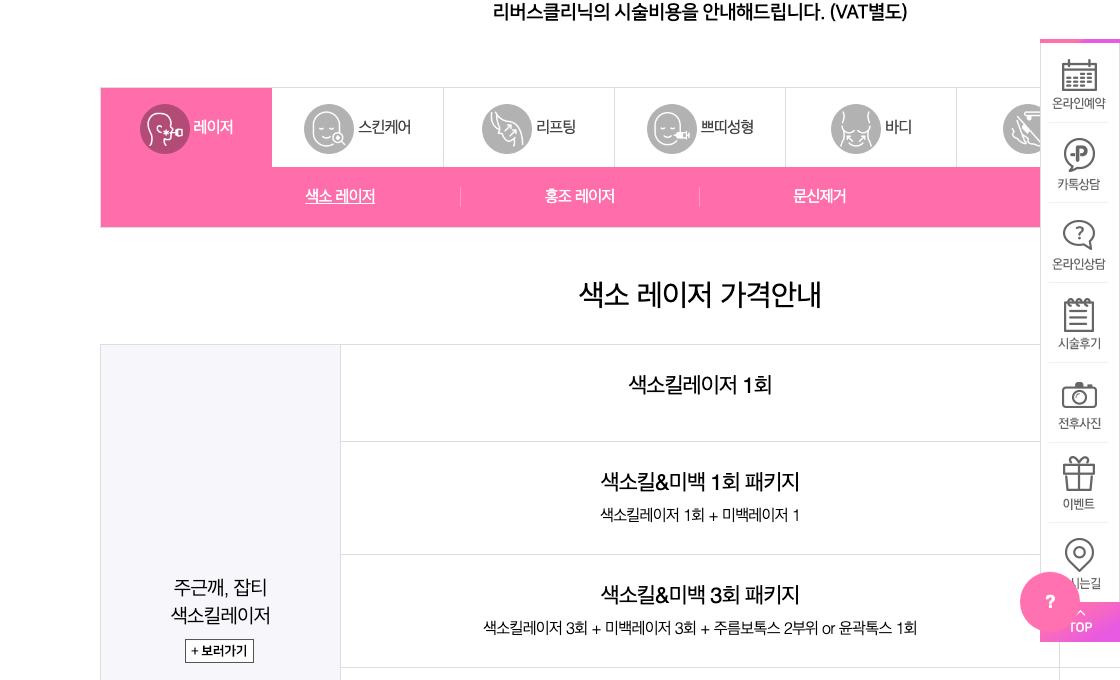 리버스클리닉의 시술비용을 안내해드립니다. (VAT별도)
레이저
스킨케어
리프팅
쁘띠성형
바디
색소 레이저
홍조 레이저
문신제거
색소 레이저 가격안내
주근깨, 잡티
색소킬레이저
+ 보러가기
색소킬레이저 1회
색소킬&미백 1회 패키지
색소킬레이저 1회 + 미백레이저 1
색소킬&미백 3회 패키지
색소킬레이저 3회 + 미백레이저 3회 + 주름보톡스 2부위 or 윤곽톡스 1회
온라인예약
카톡상담
온라인상담
시술후기
전후사진
이벤트
시는길
?
TOP